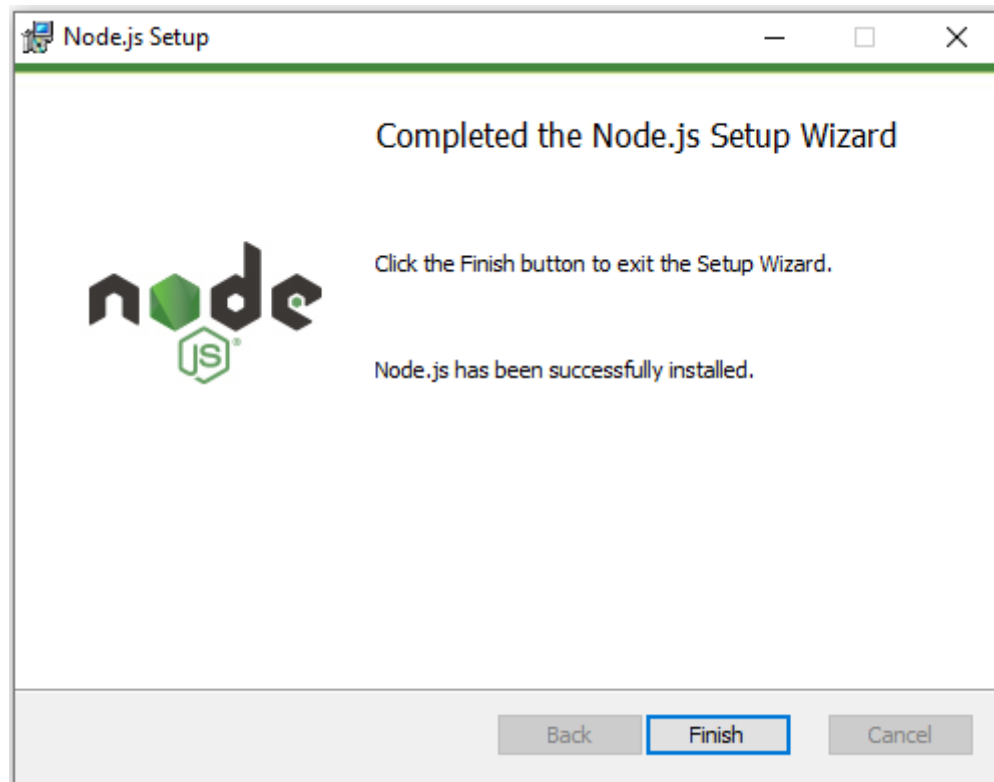 Node.js Setup
Completed the Node.js Setup Wizard
Click the Finish button to exit the Setup Wizard.
node
JS®
Node.js has been successfully installed.
Back Finish Cancel